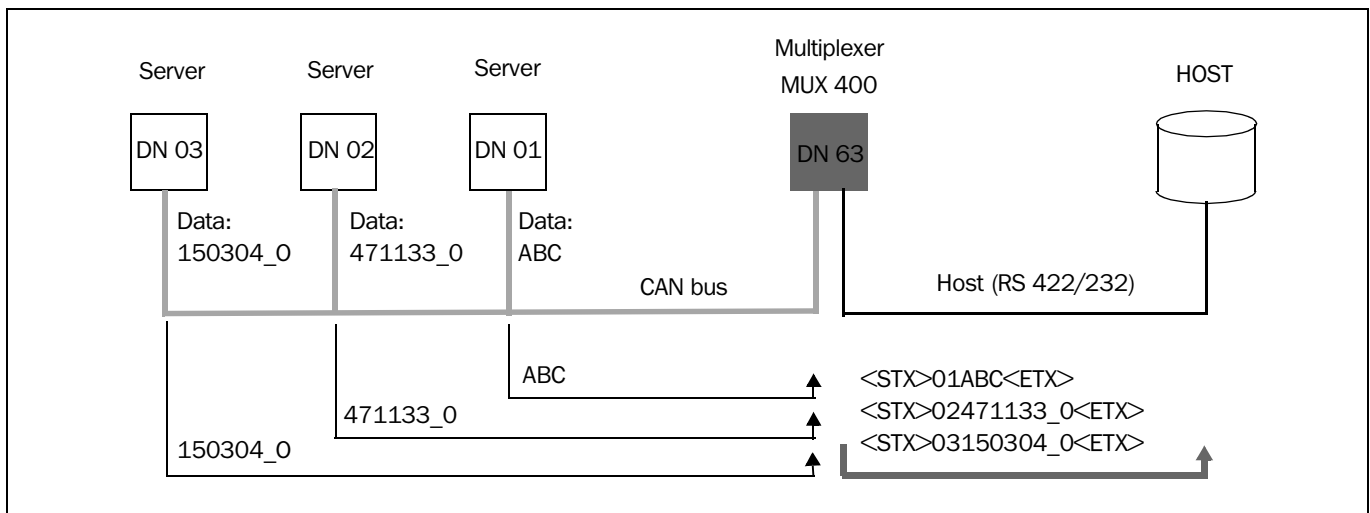 Server
Server
Server
Multiplexer
MUX 400
HOST
DN 03
DN 02
DN 01
DN 63
Data:
150304_0
Data:
471133_0
Data:
ABC
CAN bus
Host (RS 422/232)
ABC
471133_0
150304_0
<STX>01ABC<ETX>
<STX>02471133_0<ETX>
<STX>03150304_0<ETX>